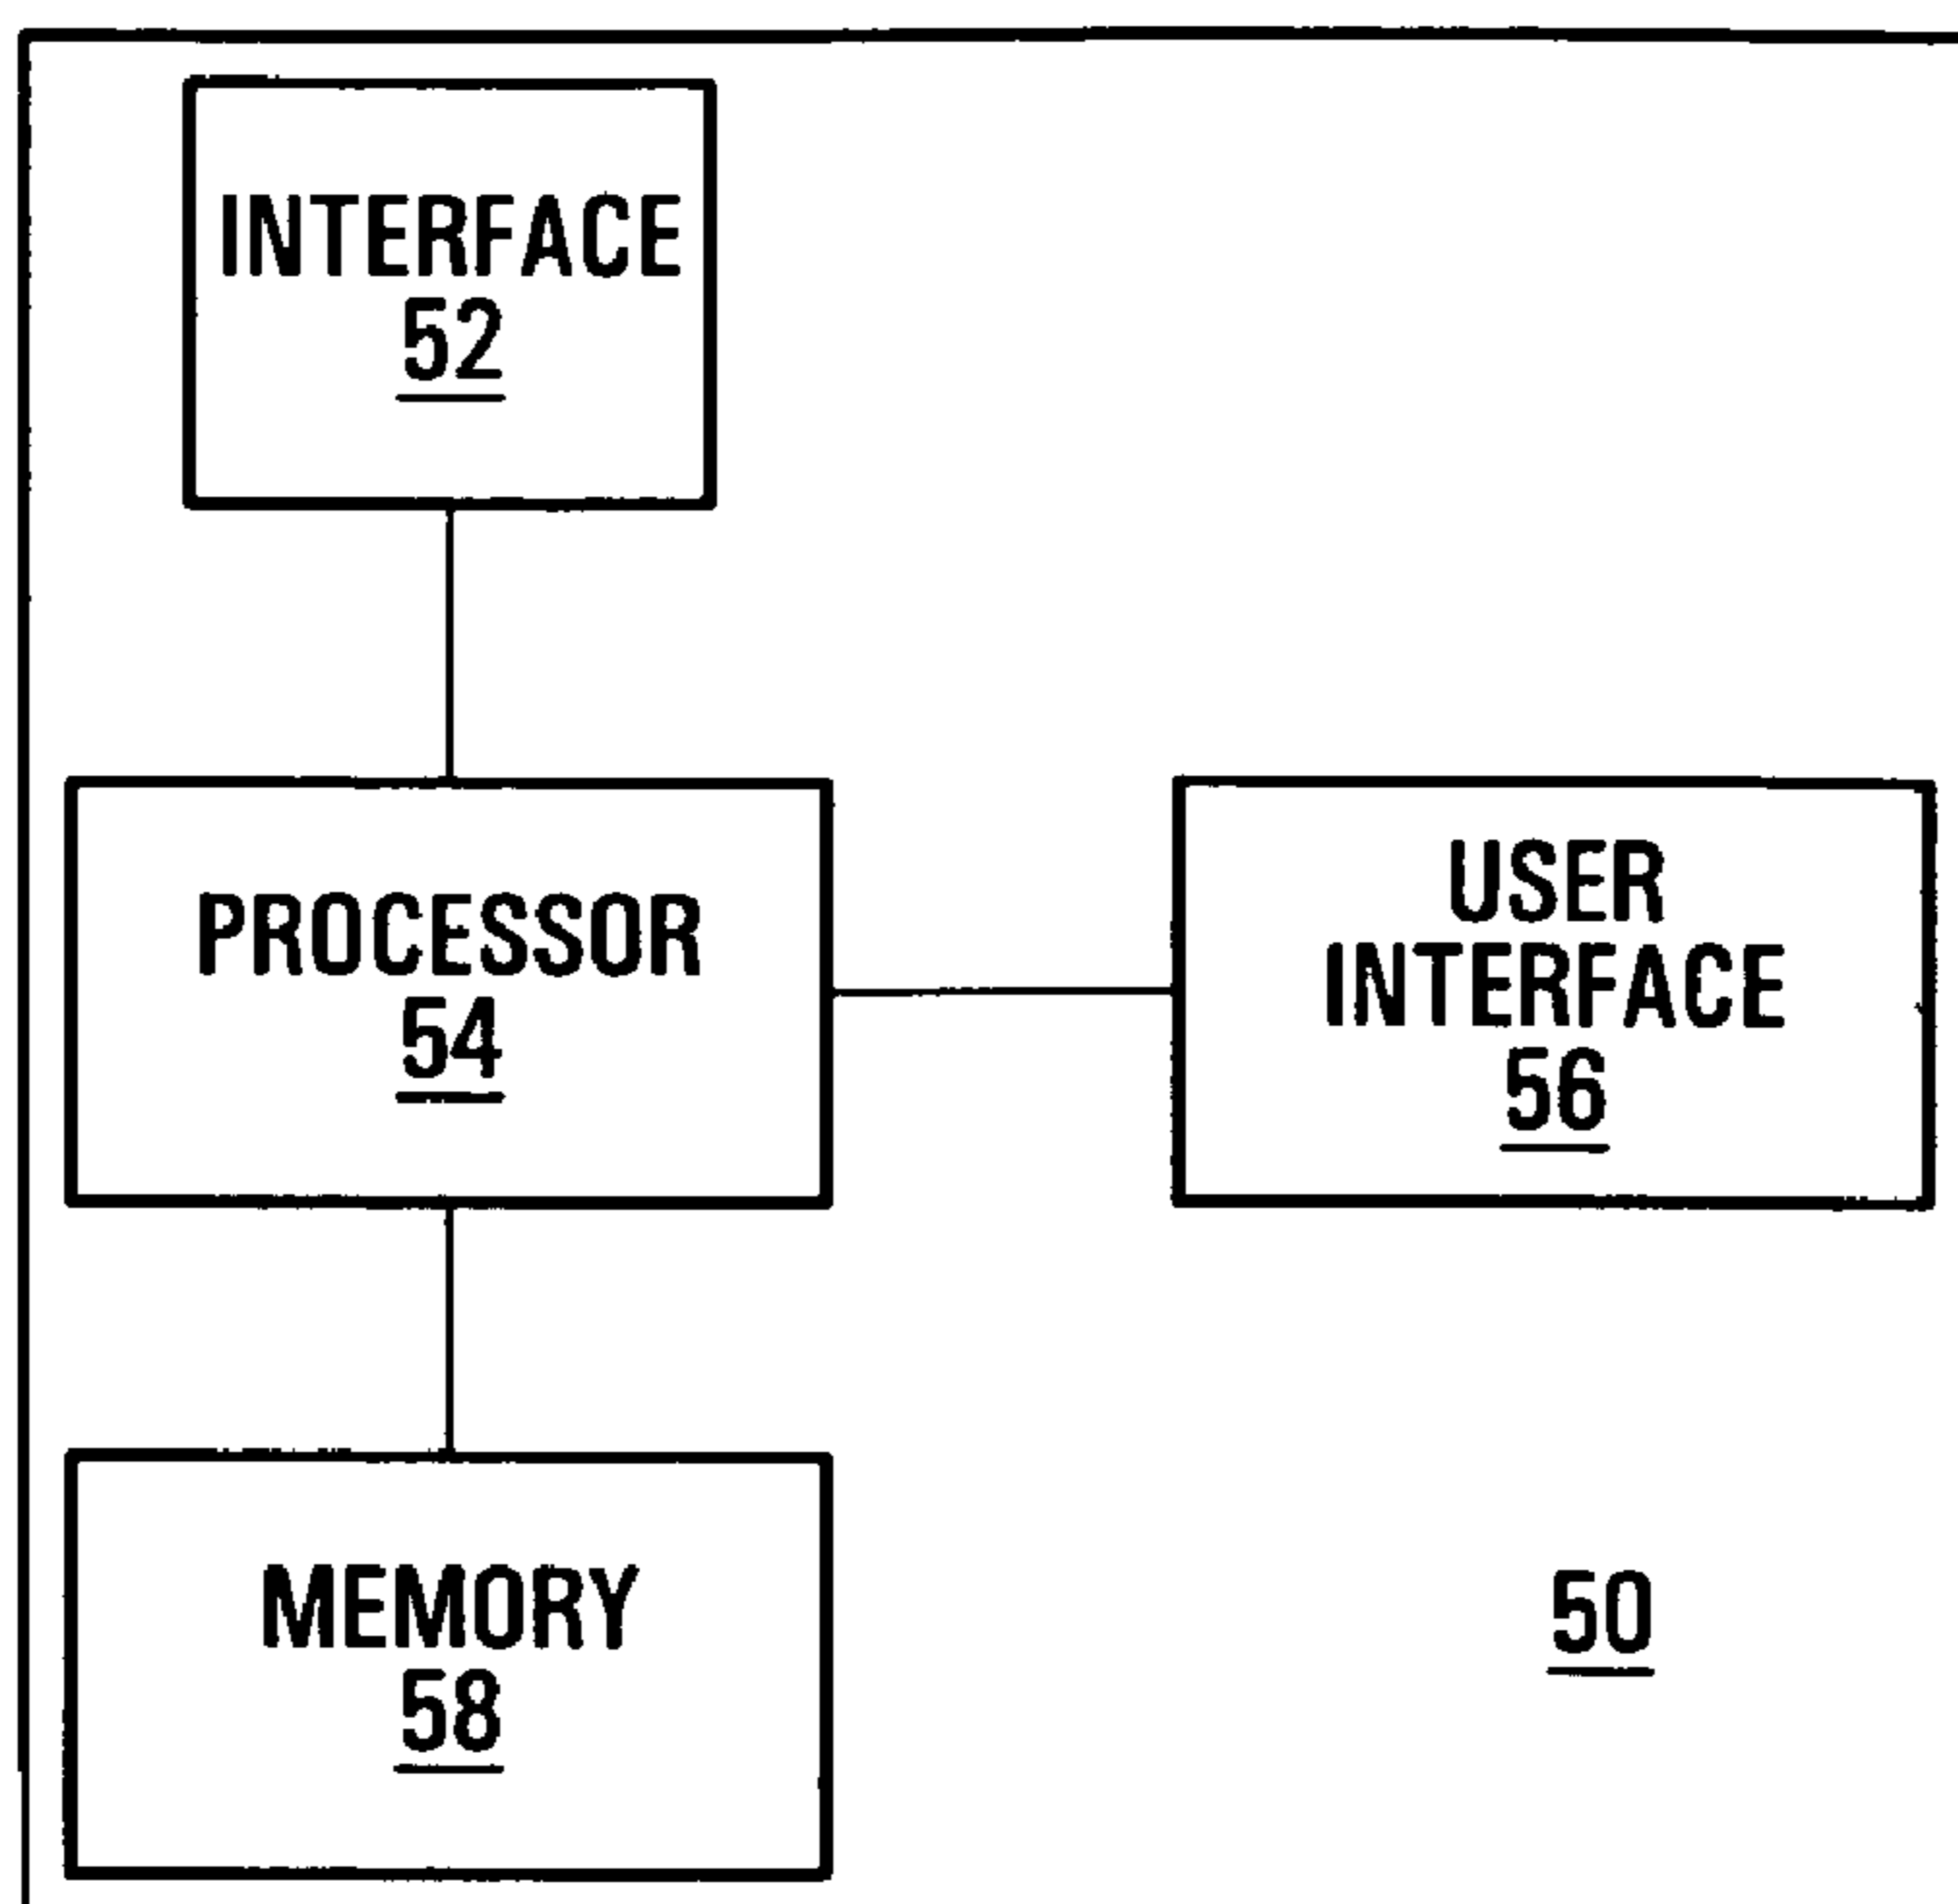 INTERFACE
52
PROCESSOR
54
USER
INTERFACE
56
MEMORY
58
50